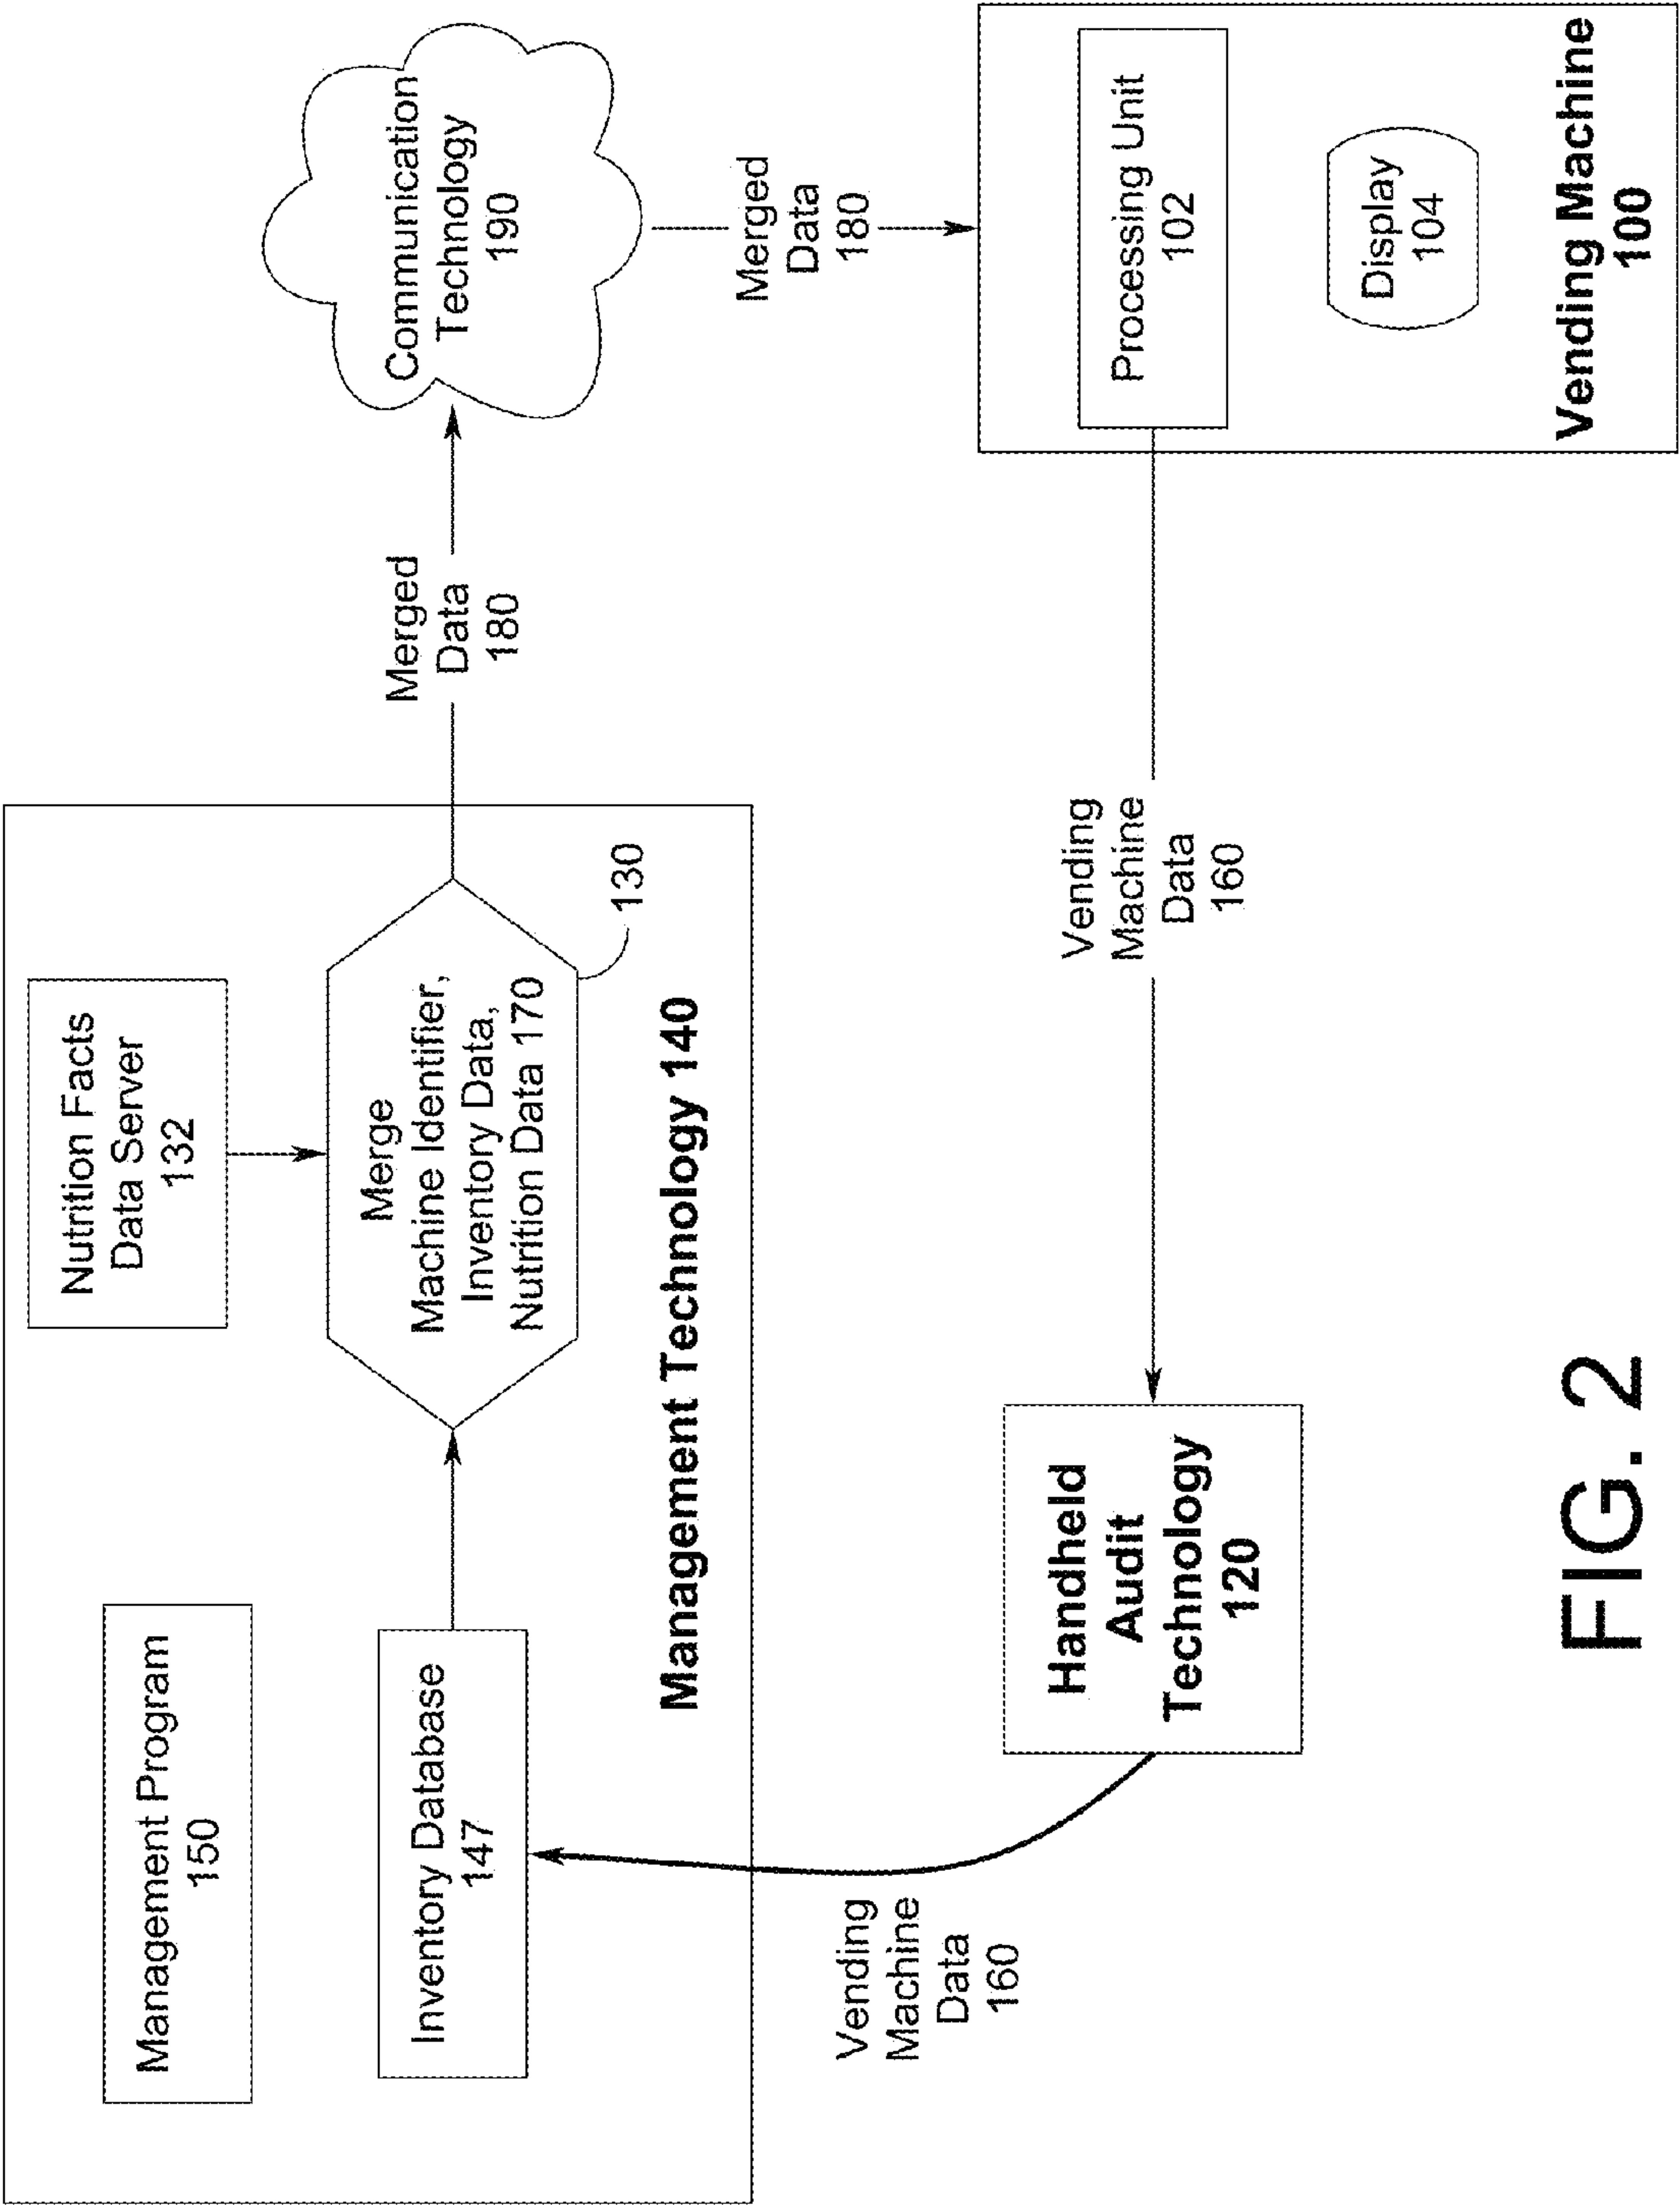 Management Program
150
Nutrition Facts
Data Server
132
Inventory Database
147
Merge
Machine Identifier,
Inventory Data,
Nutrition Data 170
130
Management Technology 140
Merged
Data
180
Communication
Technology
190
Merged
Data
180
Vending
Machine
Data
160
Handheld
Audit
Technology
120
Vending
Machine
Data
160
Processing Unit
102
Display
104
Vending Machine
100
FIG. 2